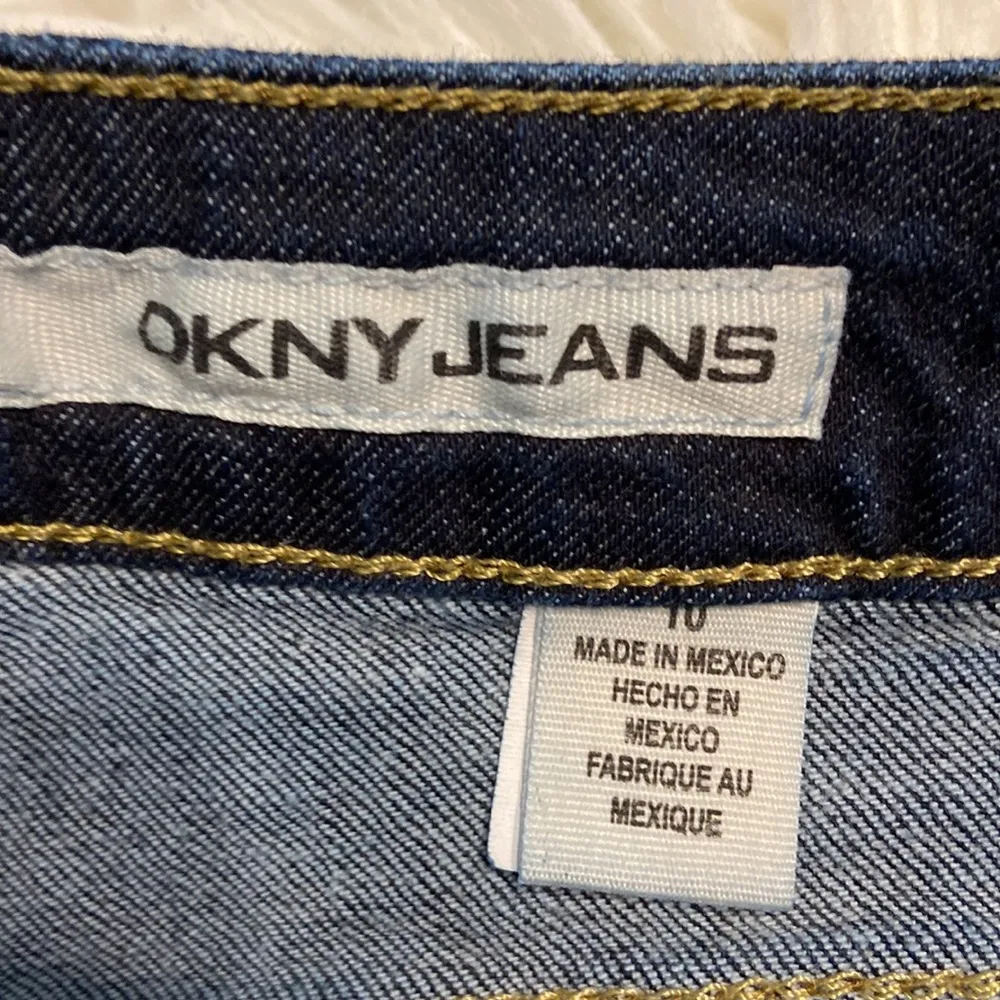 DKNY JEANS
10
MADE IN MEXICO
HECHO EN
MEXICO
FABRIQUE AU
MEXIQUE